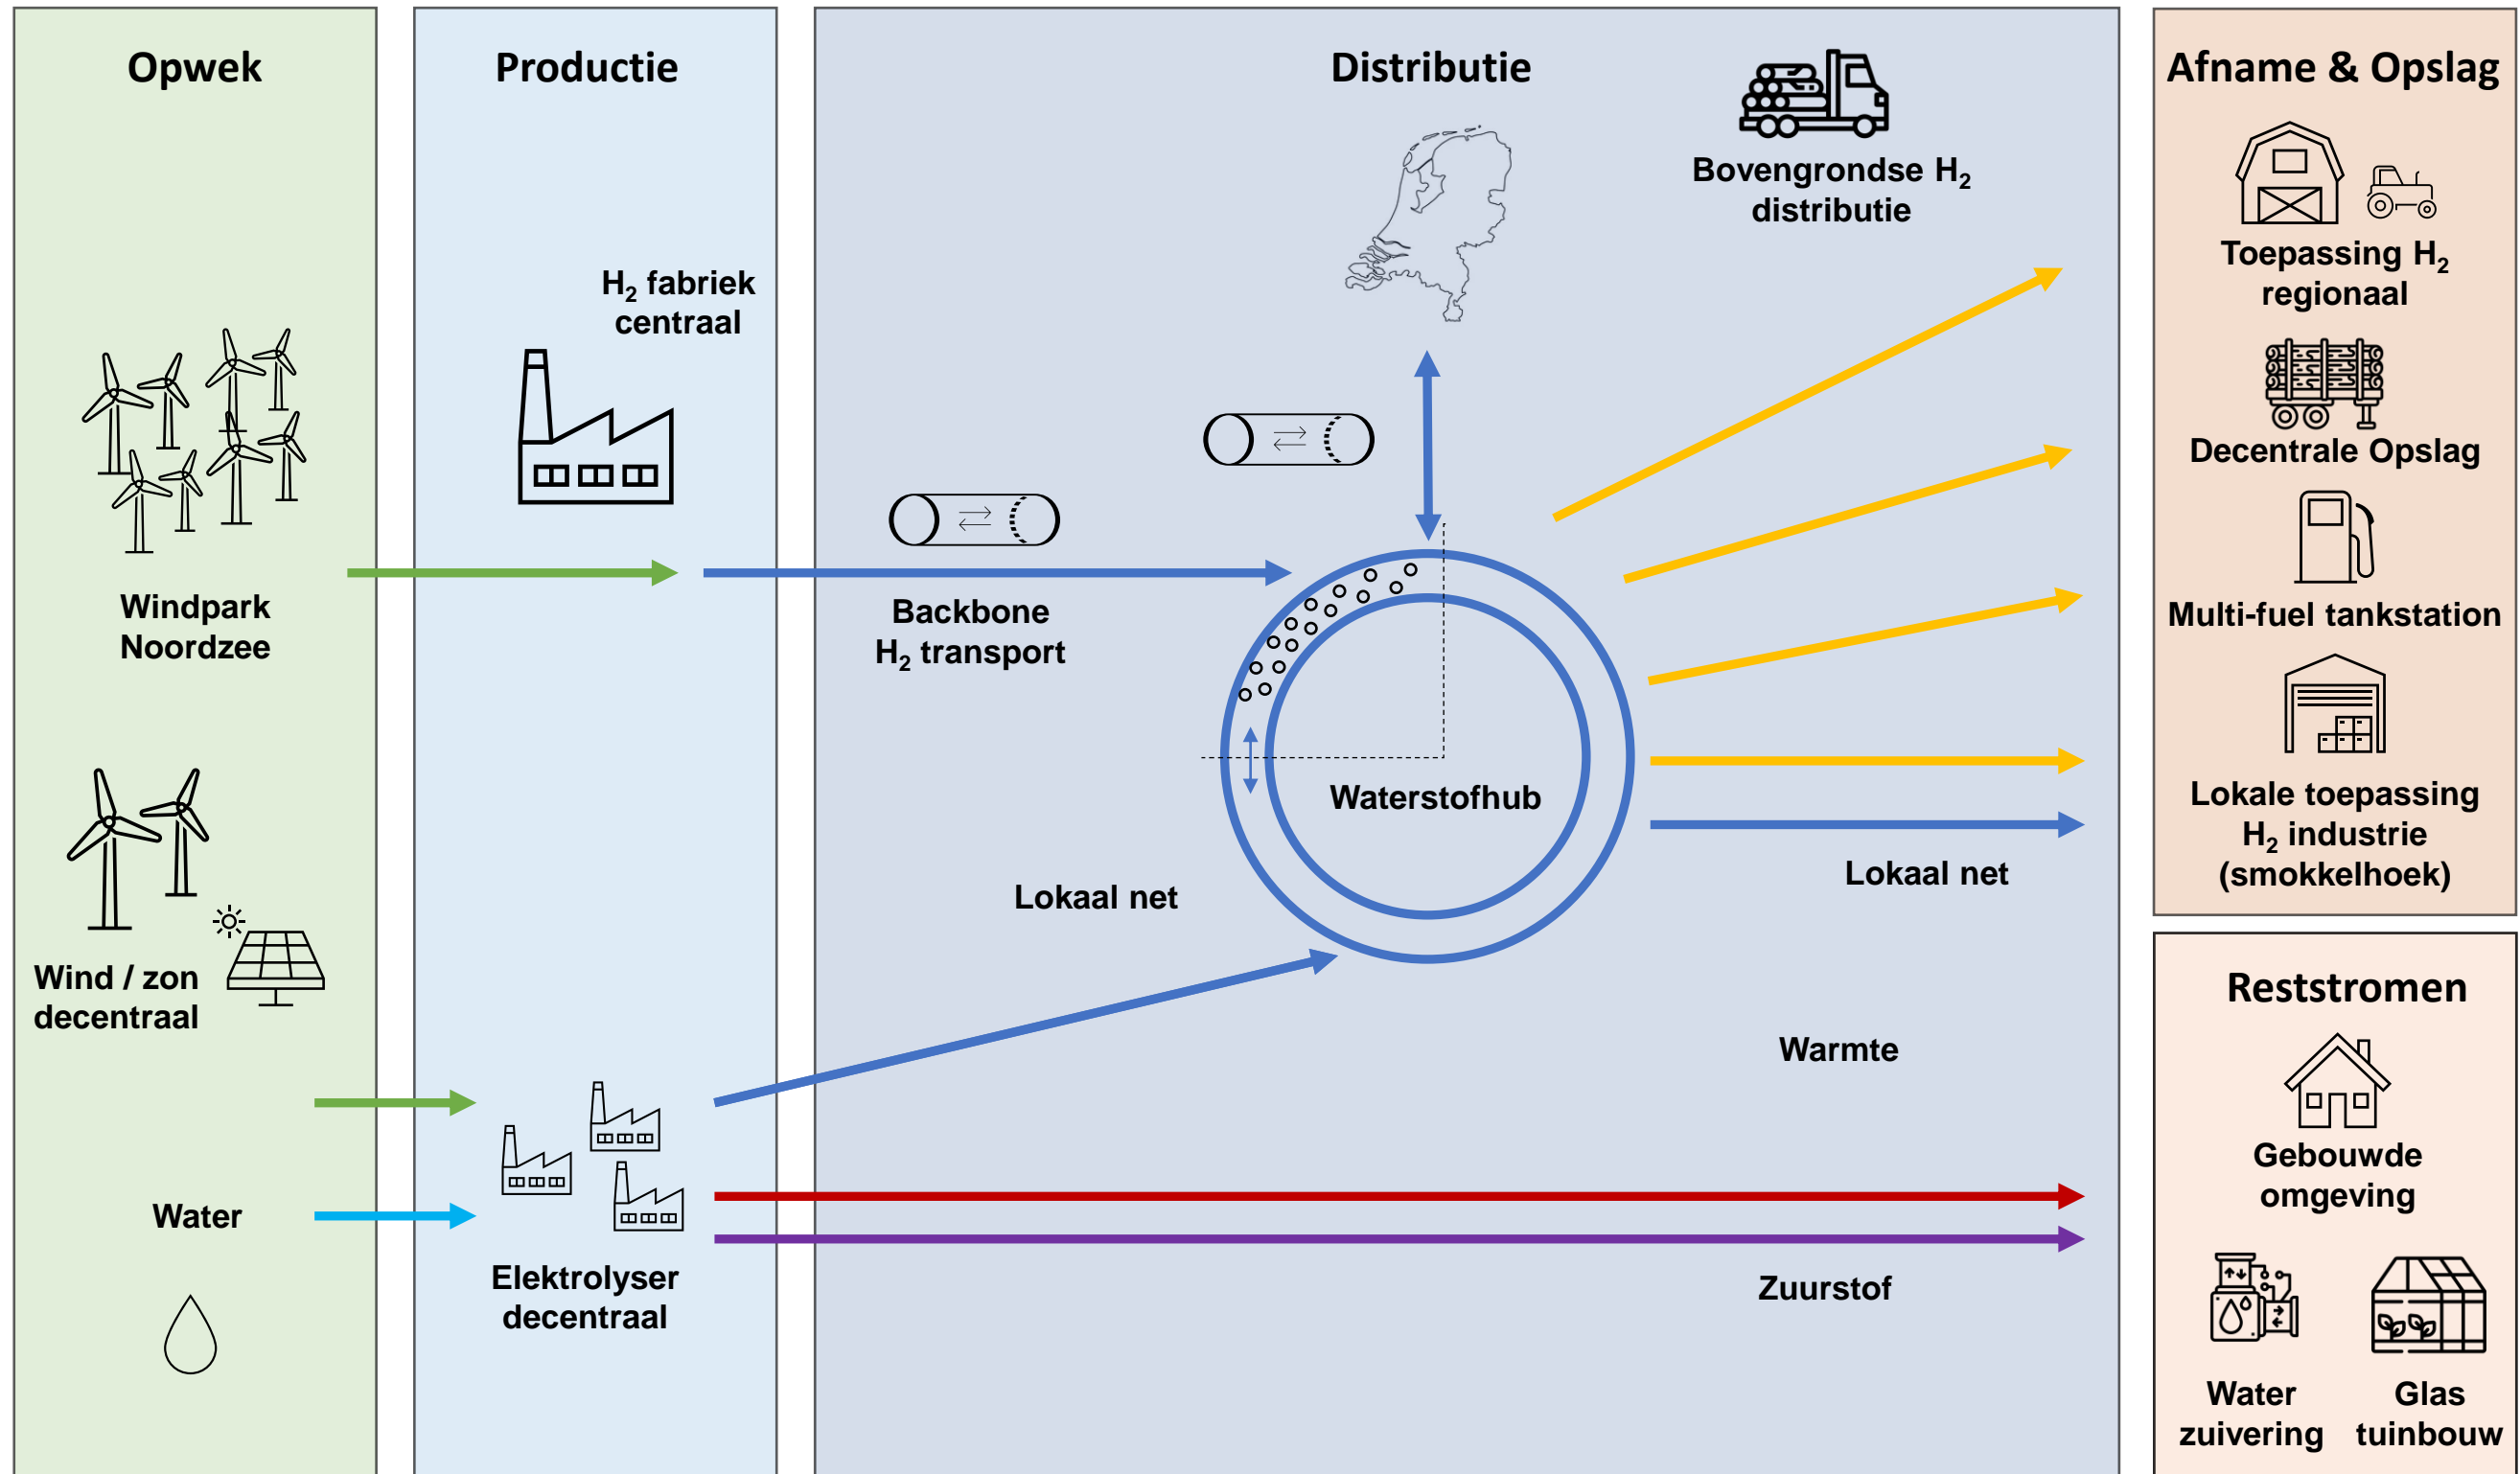 Opwek
Windpark
Noordzee
Wind / zon
decentraal
Water
Productie
H₂ fabriek
centraal
Elektrolyser
decentraal
Distributie
Bovengrondse H₂
distributie
Backbone
H₂ transport
Waterstofhub
Lokaal net
Lokaal net
Warmte
Zuurstof
Afname & Opslag
Toepassing H₂
regionaal
Decentrale Opslag
Multi-fuel tankstation
Lokale toepassing
H₂ industrie
(smokkelhoek)
Reststromen
Gebouwde
omgeving
Water
zuivering
Glas
tuinbouw